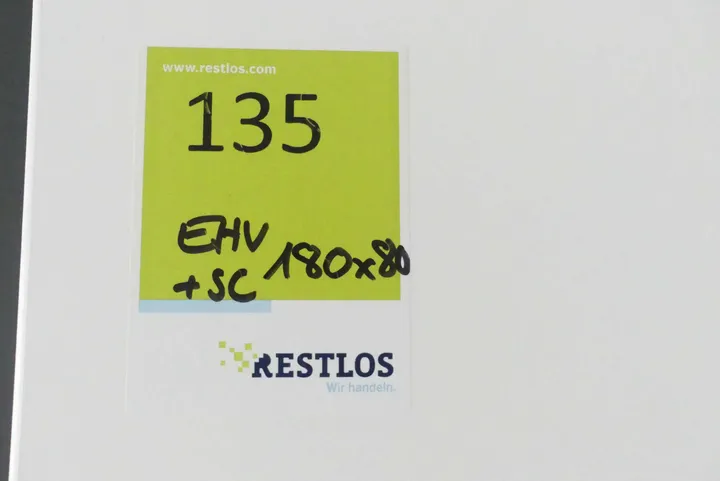 www.restlos.com
135
EHV
+SC 180x80
RESTLOS
Wir handeln.